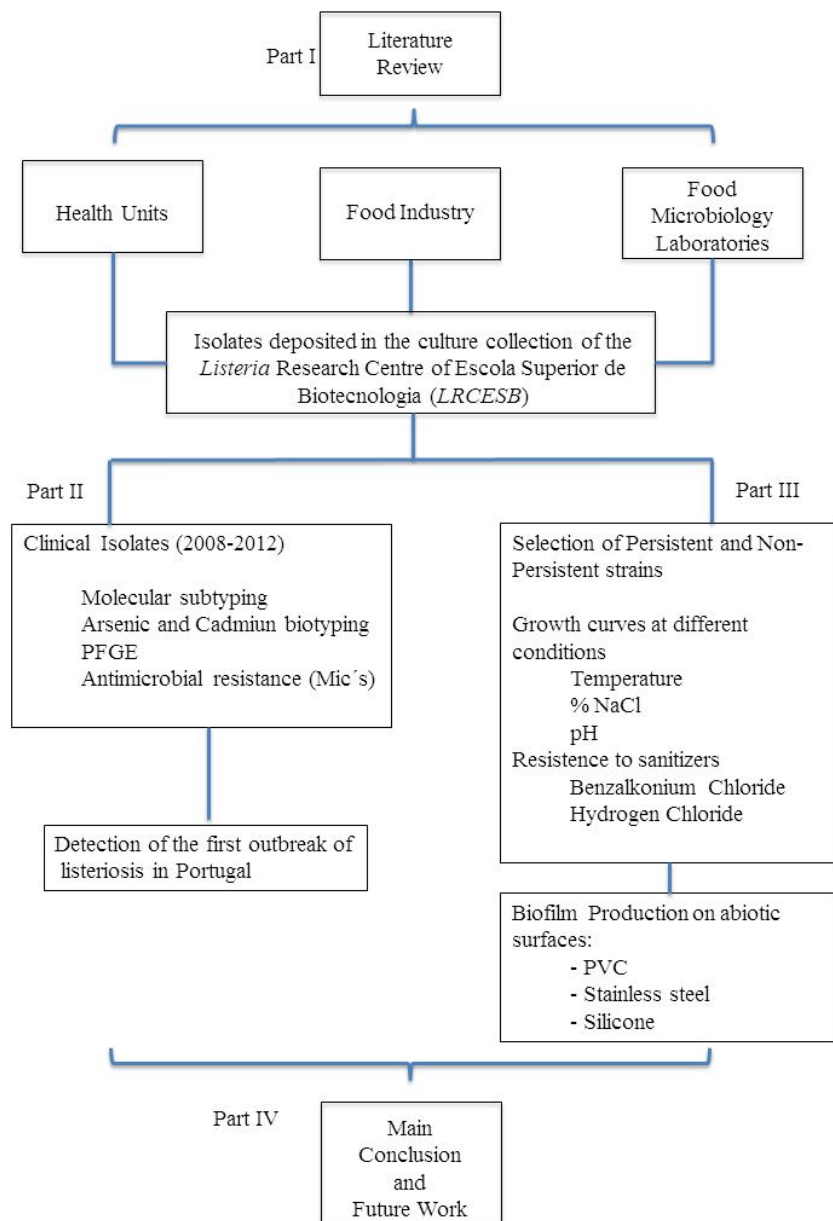 Part I
Literature
Review
Health Units
Food Industry
Food
Microbiology
Laboratories
Isolates deposited in the culture collection of the
Listeria Research Centre of Escola Superior de
Biotecnologia (LRCESB)
Part II
Clinical Isolates (2008-2012)
Molecular subtyping
Arsenic and Cadmiun biotyping
PFGE
Antimicrobial resistance (Mic´s)
Detection of the first outbreak of
listeriosis in Portugal
Part III
Selection of Persistent and Non-
Persistent strains
Growth curves at different
conditions
Temperature
% NaCl
pH
Resistence to sanitizers
Benzalkonium Chloride
Hydrogen Chloride
Biofilm Production on abiotic
surfaces:
- PVC
- Stainless steel
- Silicone
Part IV
Main
Conclusion
and
Future Work